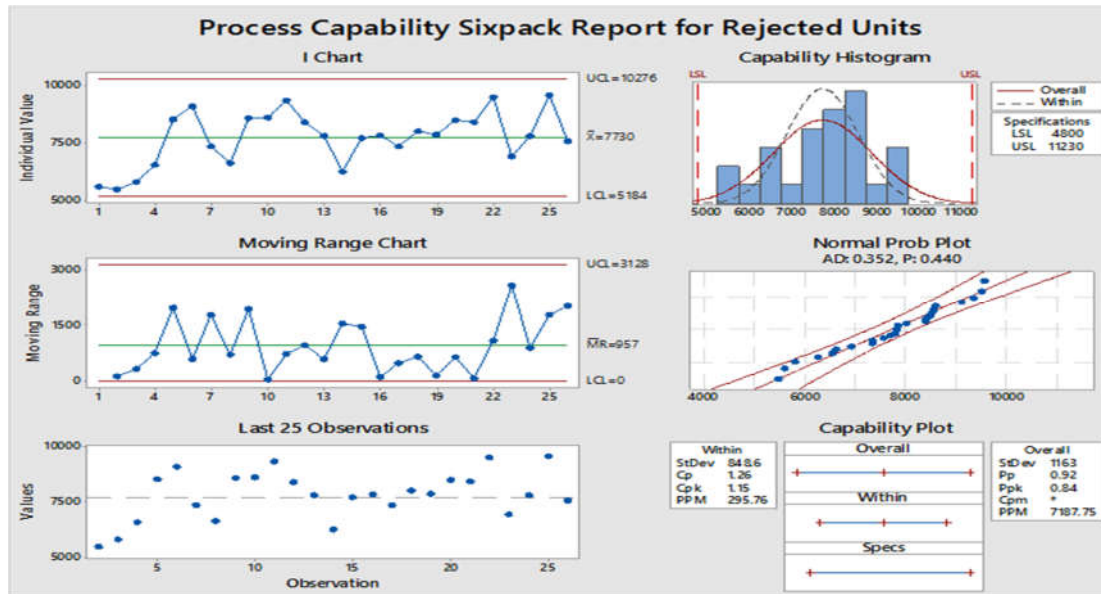 Process Capability Sixpack Report for Rejected Units
I Chart
Individual Value
10000
7500
5000
UCL=10276
X̄=7730
LCL=5184
1 4 7 10 13 16 19 22 25
Capability Histogram
LSL USL
5000 6000 7000 8000 9000 10000 11000
Overall
Within
Specifications
LSL 4800
USL 11230
Moving Range Chart
Moving Range
3000
1500
0
UCL=3128
M̄R̄=957
LCL=0
1 4 7 10 13 16 19 22 25
Normal Prob Plot
AD: 0.352, P: 0.440
4000 6000 8000 10000
Last 25 Observations
Values
10000
7500
5000
5 10 15 20 25
Observation
Capability Plot
Within
StDev 848.6
Cp 1.26
Cpk 1.15
PPM 295.76
Overall
Within
Specs
Overall
StDev 1163
Pp 0.92
Ppk 0.84
Cpm *
PPM 7187.75